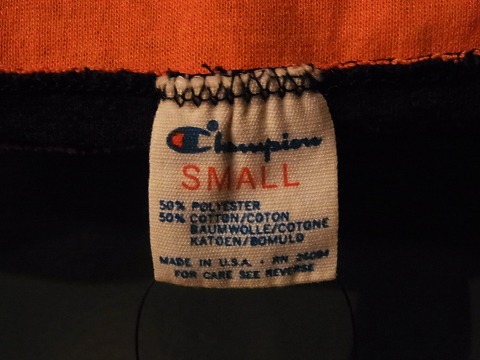 Champion
SMALL
50% POLYESTER
50% COTTON/COTON
BAUMWOLLE/COTONE
KATOEN/BOMULD
MADE IN U.S.A. - RN 26094
FOR CARE SEE REVERSE